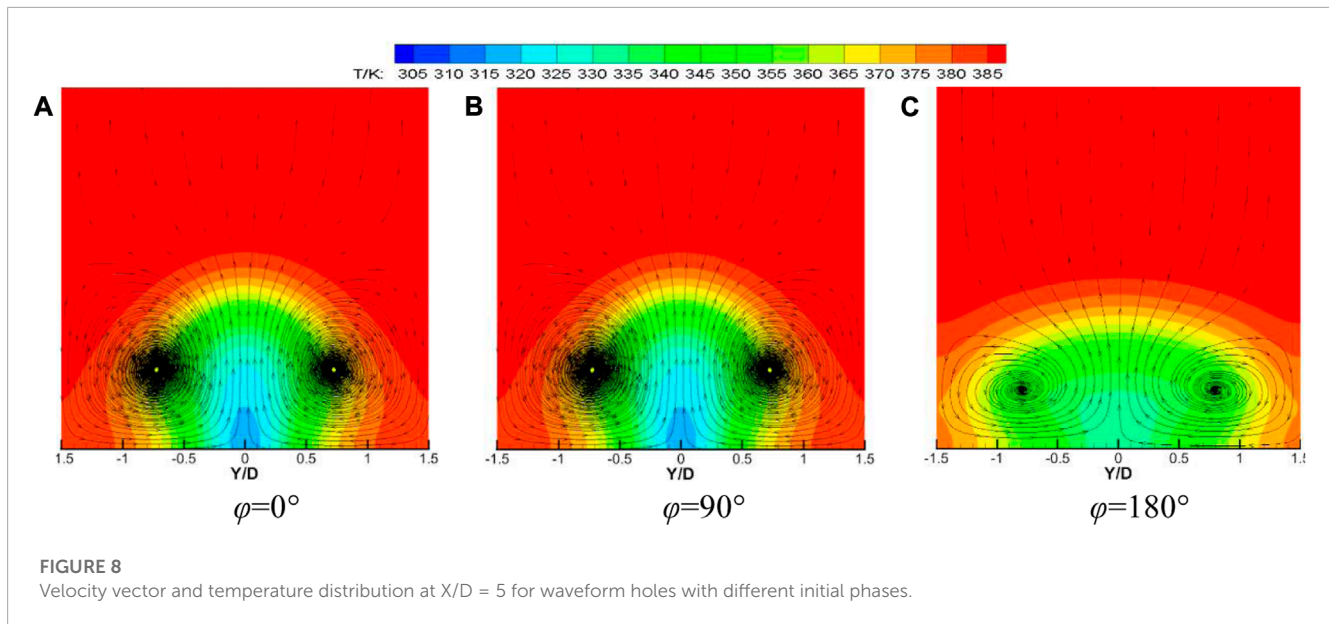 T/K: 305 310 315 320 325 330 335 340 345 350 355 360 365 370 375 380 385
A B C
1.5 -1 -0.5 0 0.5 1 1.5 -1 -0.5 0 0.5 1 1.5 -1 -0.5 0 0.5 1 1.5
Y/D Y/D Y/D
φ=0° φ=90° φ=180°
FIGURE 8
Velocity vector and temperature distribution at X/D = 5 for waveform holes with different initial phases.